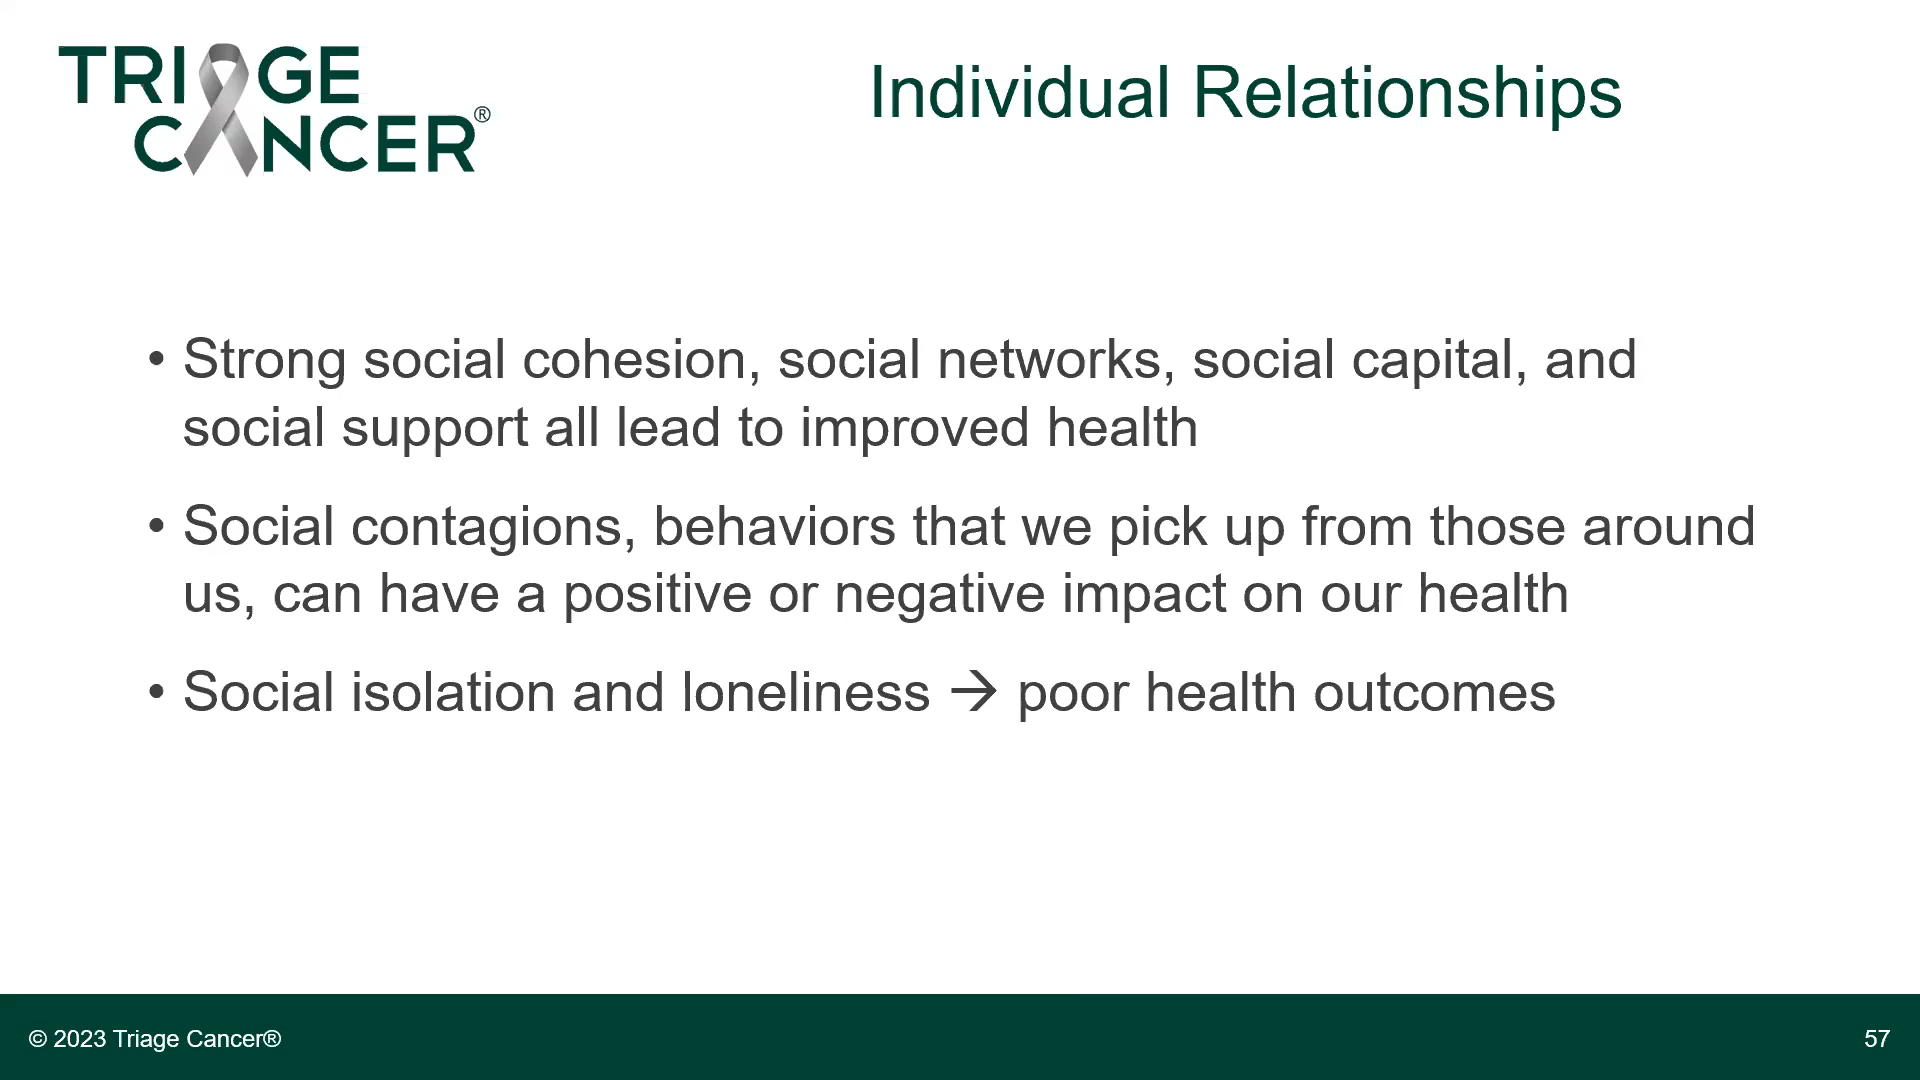 TRIAGE
CANCER®
Individual Relationships
• Strong social cohesion, social networks, social capital, and
social support all lead to improved health
• Social contagions, behaviors that we pick up from those around
us, can have a positive or negative impact on our health
• Social isolation and loneliness → poor health outcomes
© 2023 Triage Cancer®
57